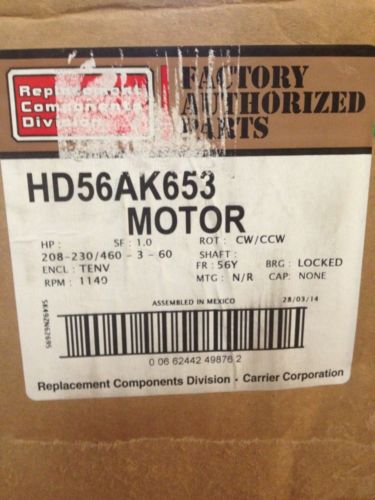 Replacement
Components
Division
FACTORY
AUTHORIZED
PARTS
HD56AK653
MOTOR
HP : SF : 1.0 ROT : CW/CCW
208-230/460 - 3 - 60 SHAFT :
ENCL : TENV FR : 56Y BRG : LOCKED
RPM : 1140 MTG : N/R CAP: NONE
ASSEMBLED IN MEXICO 28/03/14
0 06 62442 49876 2
Replacement Components Division - Carrier Corporation